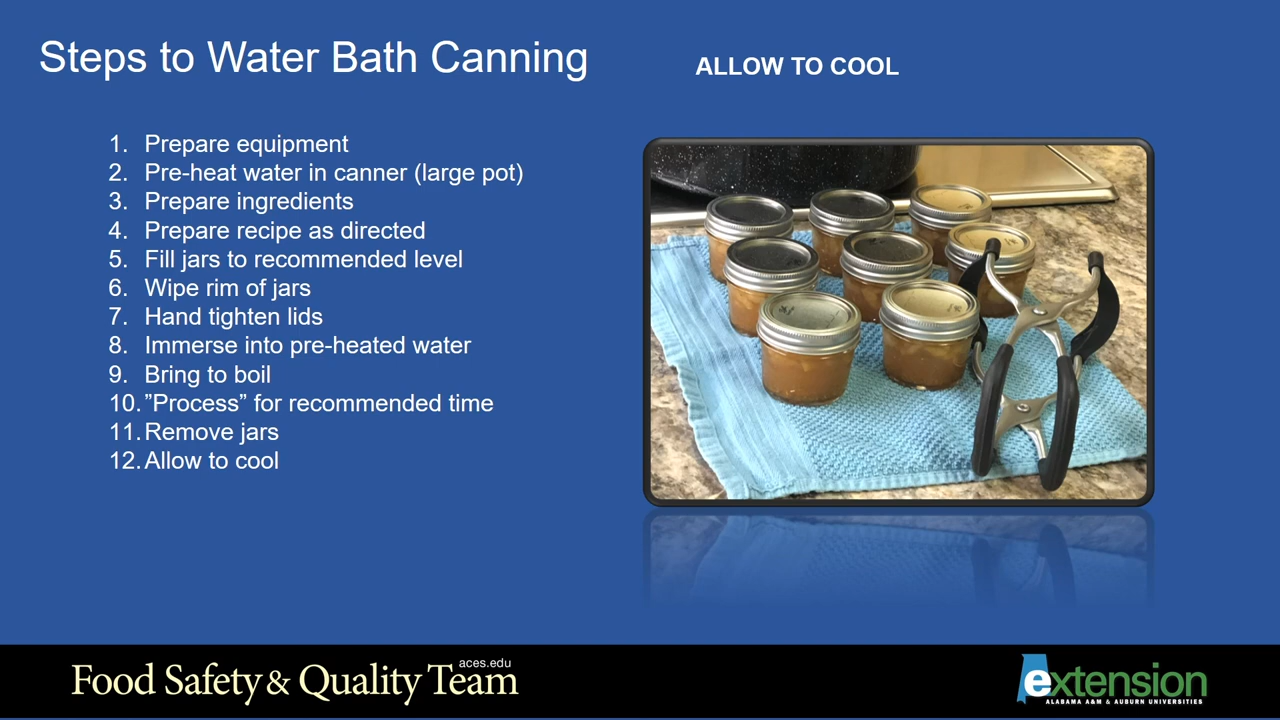 Steps to Water Bath Canning
ALLOW TO COOL
1. Prepare equipment
2. Pre-heat water in canner (large pot)
3. Prepare ingredients
4. Prepare recipe as directed
5. Fill jars to recommended level
6. Wipe rim of jars
7. Hand tighten lids
8. Immerse into pre-heated water
9. Bring to boil
10. ”Process” for recommended time
11. Remove jars
12. Allow to cool
aces.edu
Food Safety & Quality Team
extension
ALABAMA A&M & AUBURN UNIVERSITIES